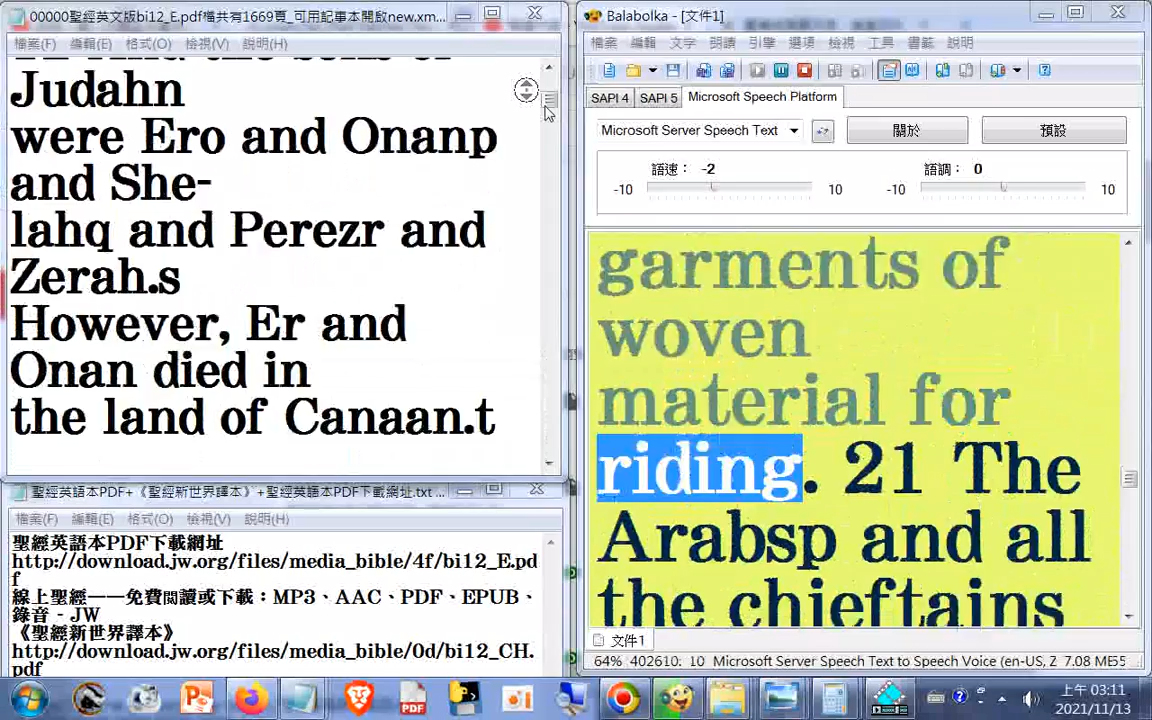 00000聖經英文版bi12_E.pdf檔共有1669頁_可用記事本開啟new.xm...
檔案(F) 編輯(E) 格式(O) 檢視(V) 說明(H)
Judahn
were Ero and Onanp
and She-
lahq and Perezr and
Zerah.s
However, Er and
Onan died in
the land of Canaan.t
聖經英語本PDF+《聖經新世界譯本》+聖經英語本PDF下載網址.txt ...
檔案(F) 編輯(E) 格式(O) 檢視(V) 說明(H)
聖經英語本PDF下載網址
http://download.jw.org/files/media_bible/4f/bi12_E.pd
f
線上聖經——免費閱讀或下載：MP3、AAC、PDF、EPUB、
錄音 - JW
《聖經新世界譯本》
http://download.jw.org/files/media_bible/0d/bi12_CH.
pdf
Balabolka - [文件1]
檔案 編輯 文字 朗讀 引擎 選項 檢視 工具 書籤 說明
SAPI 4 SAPI 5 Microsoft Speech Platform
Microsoft Server Speech Text 關於 預設
語速： -2 語調： 0
-10 10 -10 10
garments of
woven
material for
riding. 21 The
Arabsp and all
the chieftains
文件1
64% 402610. 10 Microsoft Server Speech Text to Speech Voice (en-US, Z 7.08 ME55
上午 03:11
2021/11/13